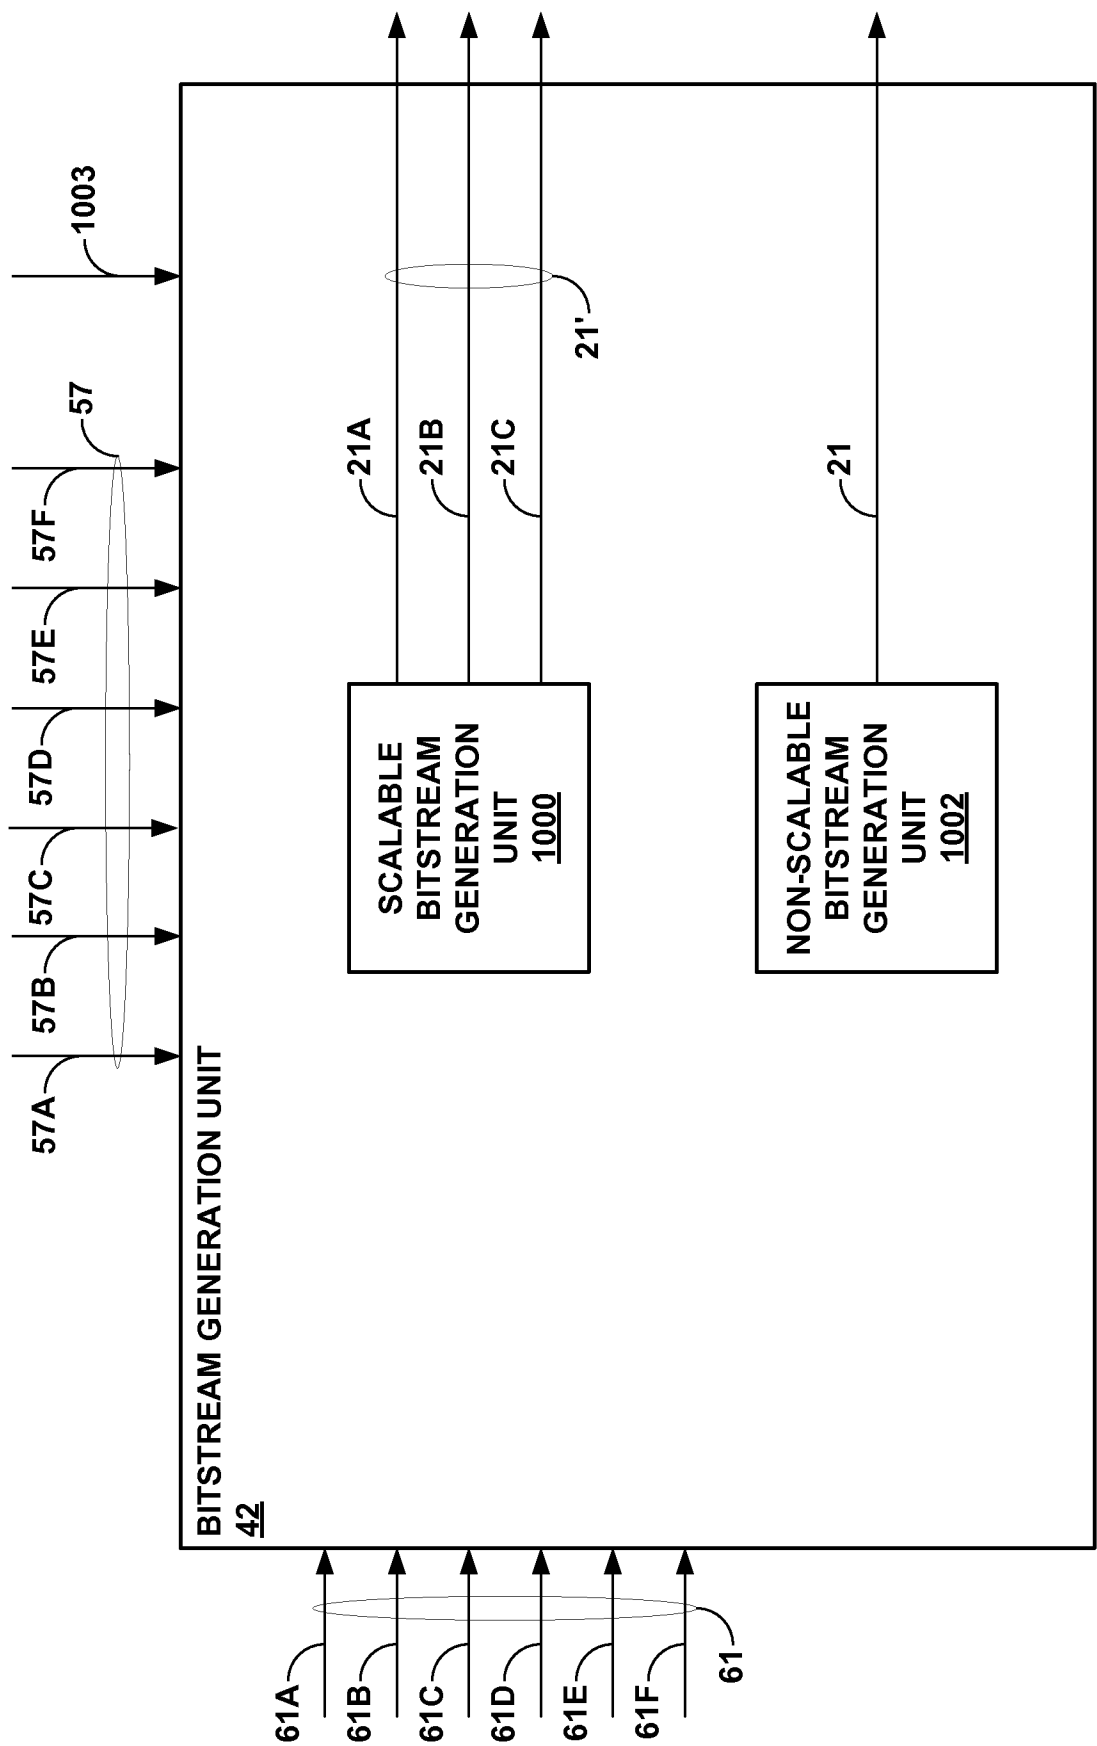 57A
57B
57C
57D
57E
57F
57
1003
BITSTREAM GENERATION UNIT
42
61A
61B
61C
61D
61E
61F
61
SCALABLE
BITSTREAM
GENERATION
UNIT
1000
21A
21B
21C
21'
NON-SCALABLE
BITSTREAM
GENERATION
UNIT
1002
21